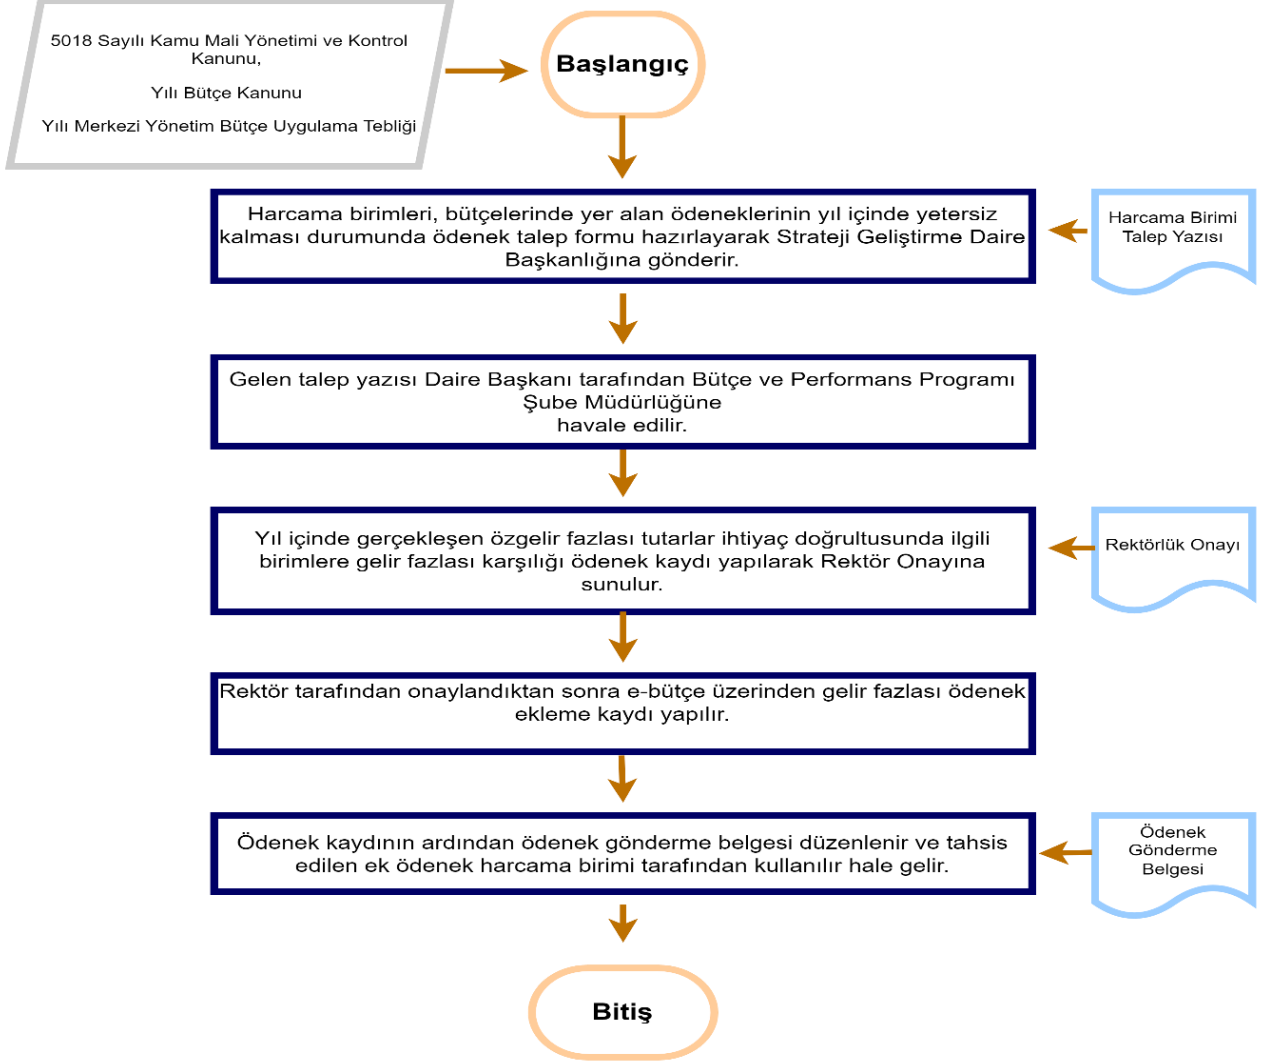 5018 Sayılı Kamu Mali Yönetimi ve Kontrol
Kanunu,
Yılı Bütçe Kanunu
Yılı Merkezi Yönetim Bütçe Uygulama Tebliği
Başlangıç
Harcama birimleri, bütçelerinde yer alan ödeneklerinin yıl içinde yetersiz
kalması durumunda ödenek talep formu hazırlayarak Strateji Geliştirme Daire
Başkanlığına gönderir.
Harcama Birimi
Talep Yazısı
Gelen talep yazısı Daire Başkanı tarafından Bütçe ve Performans Programı
Şube Müdürlüğüne
havale edilir.
Yıl içinde gerçekleşen özgelir fazlası tutarlar ihtiyaç doğrultusunda ilgili
birimlere gelir fazlası karşılığı ödenek kaydı yapılarak Rektör Onayına
sunulur.
Rektörlük Onayı
Rektör tarafından onaylandıktan sonra e-bütçe üzerinden gelir fazlası ödenek
ekleme kaydı yapılır.
Ödenek kaydının ardından ödenek gönderme belgesi düzenlenir ve tahsis
edilen ek ödenek harcama birimi tarafından kullanılır hale gelir.
Ödenek
Gönderme
Belgesi
Bitiş